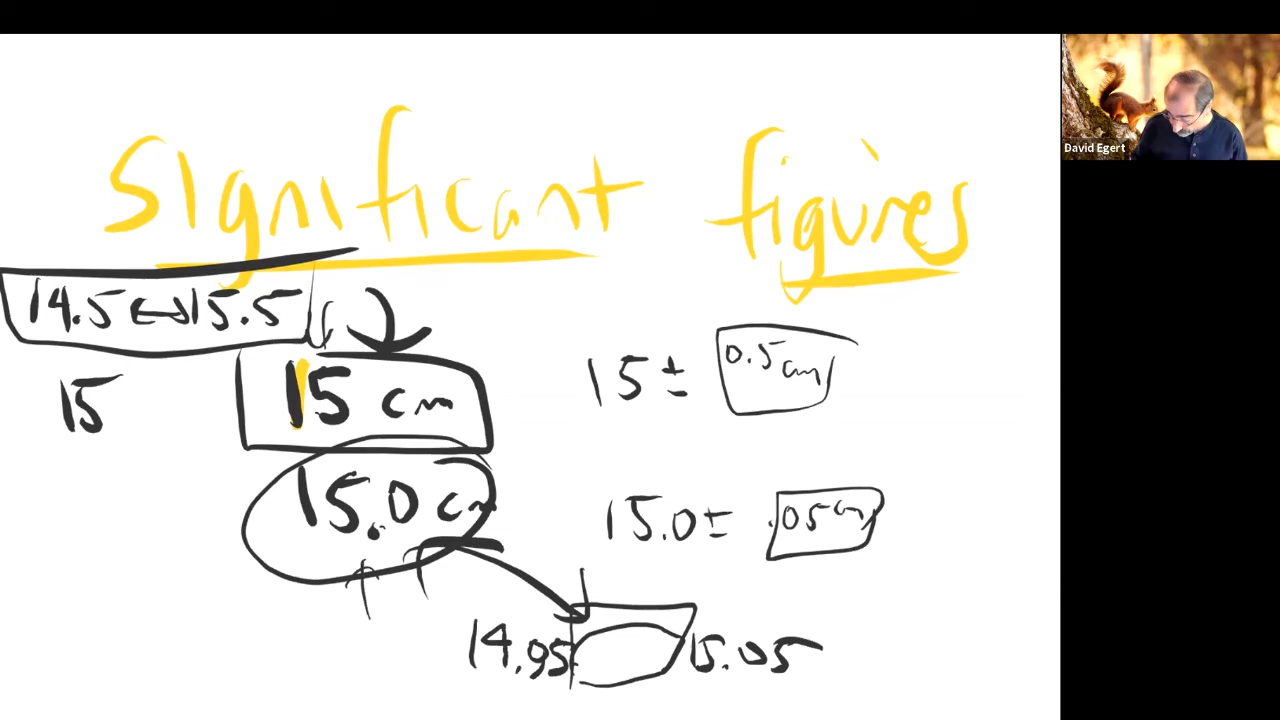 significant figures
David Egert
14.5 ↔ 15.5
15
15 cm
15 ± 0.5 cm
15.0 cm
15.0 ± .05 cm
14.95 15.05